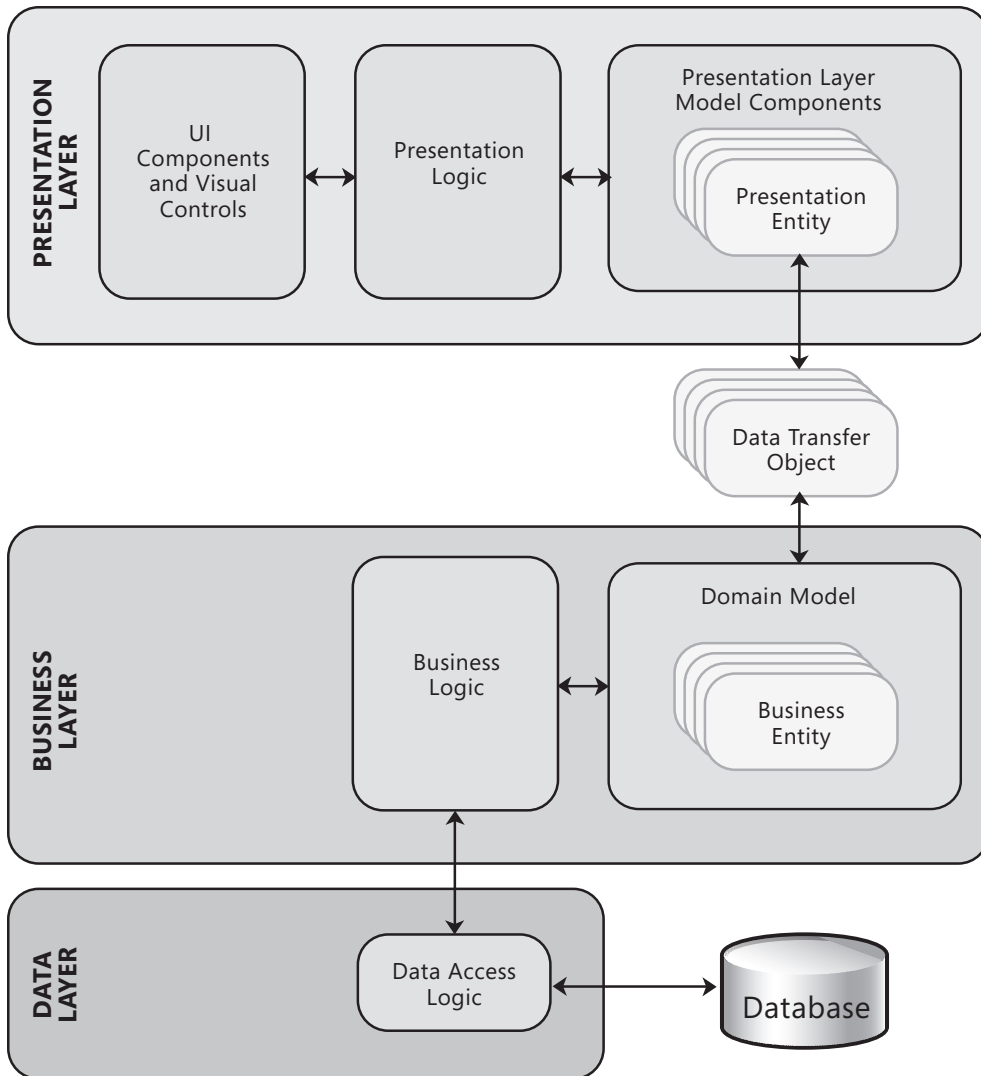 PRESENTATION
LAYER
UI
Components
and Visual
Controls
Presentation
Logic
Presentation Layer
Model Components
Presentation
Entity
Data Transfer
Object
BUSINESS
LAYER
Business
Logic
Domain Model
Business
Entity
DATA
LAYER
Data Access
Logic
Database